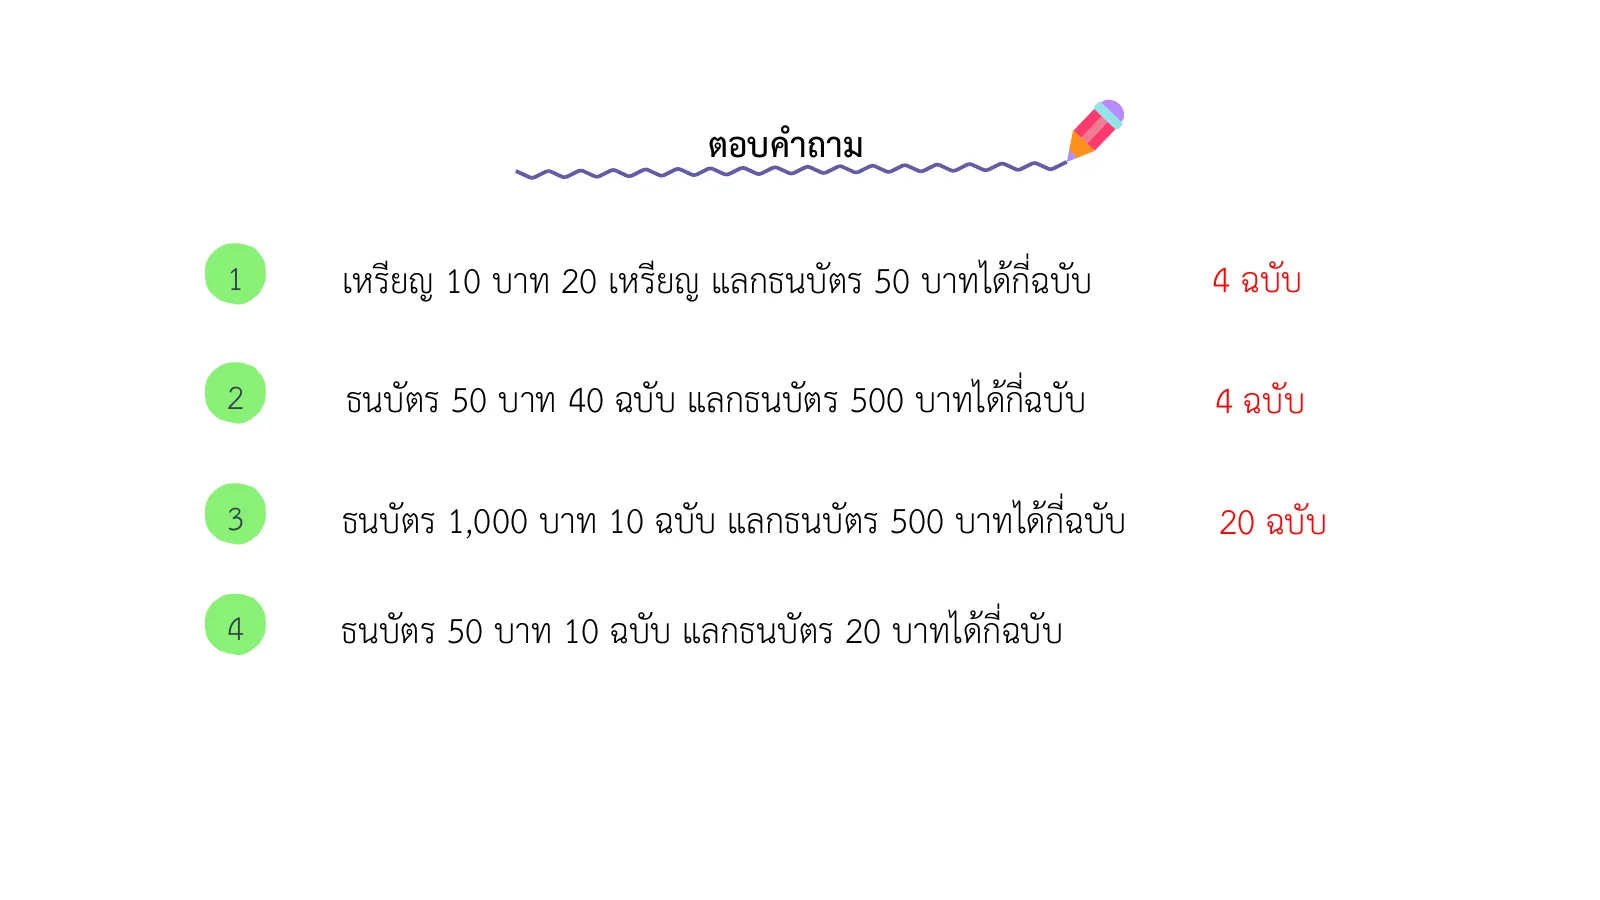 ตอบคำถาม
1 เหรียญ 10 บาท 20 เหรียญ แลกธนบัตร 50 บาทได้กี่ฉบับ 4 ฉบับ
2 ธนบัตร 50 บาท 40 ฉบับ แลกธนบัตร 500 บาทได้กี่ฉบับ 4 ฉบับ
3 ธนบัตร 1,000 บาท 10 ฉบับ แลกธนบัตร 500 บาทได้กี่ฉบับ 20 ฉบับ
4 ธนบัตร 50 บาท 10 ฉบับ แลกธนบัตร 20 บาทได้กี่ฉบับ